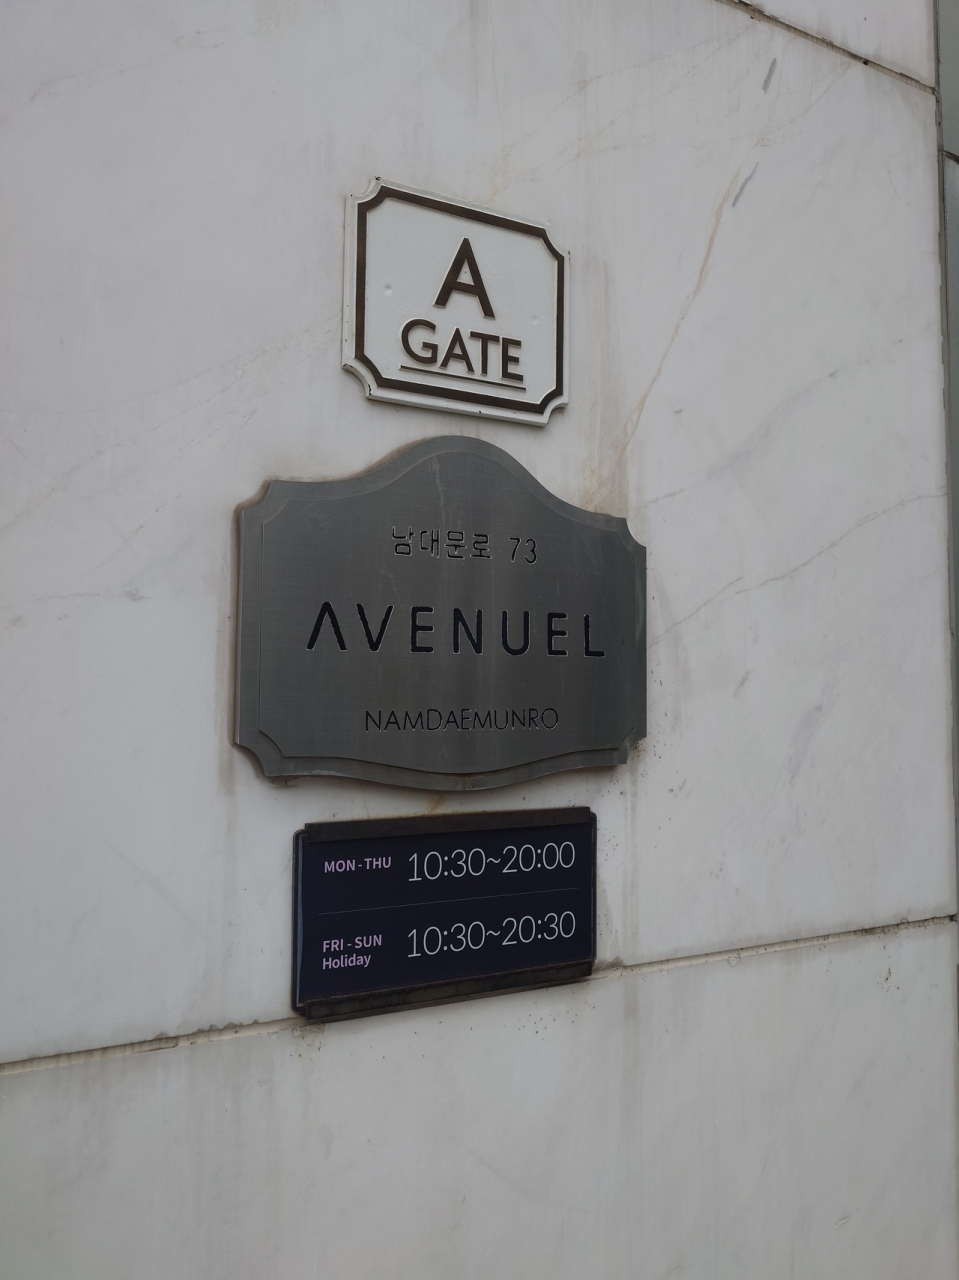 A
GATE
남대문로 73
AVENUEL
NAMDAEMUNRO
MON-THU 10:30~20:00
FRI-SUN
Holiday 10:30~20:30